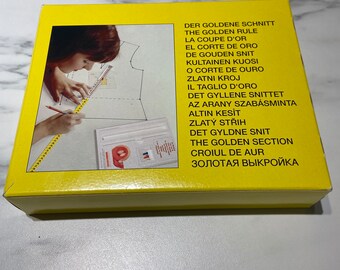 DER GOLDENE SCHNITT
THE GOLDEN RULE
LA COUPE D'OR
EL CORTE DE ORO
DE GOUDEN SNIT
KULTAINEN KUOSI
O CORTE DE OURO
ZLATNI KROJ
IL TAGLIO D'ORO
DET GYLLENE SNITTET
AZ ARANY SZABÁSMINTA
ALTIN KESİT
ZLATÝ STŘIH
DET GYLDNE SNIT
THE GOLDEN SECTION
CROIUL DE AUR
ЗОЛОТАЯ ВЫКРОЙКА